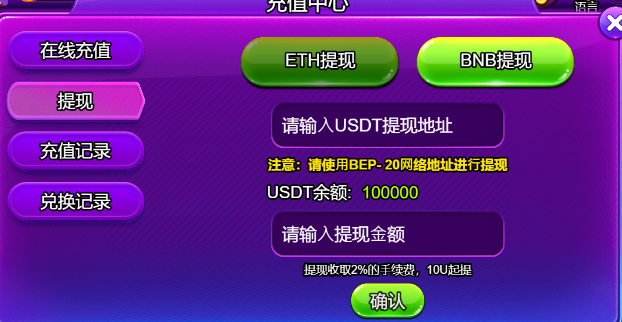 充值中心
语言
在线充值
提现
充值记录
兑换记录
ETH提现
BNB提现
请输入USDT提现地址
注意：请使用BEP- 20网络地址进行提现
USDT余额: 100000
请输入提现金额
提现收取2%的手续费，10U起提
确认